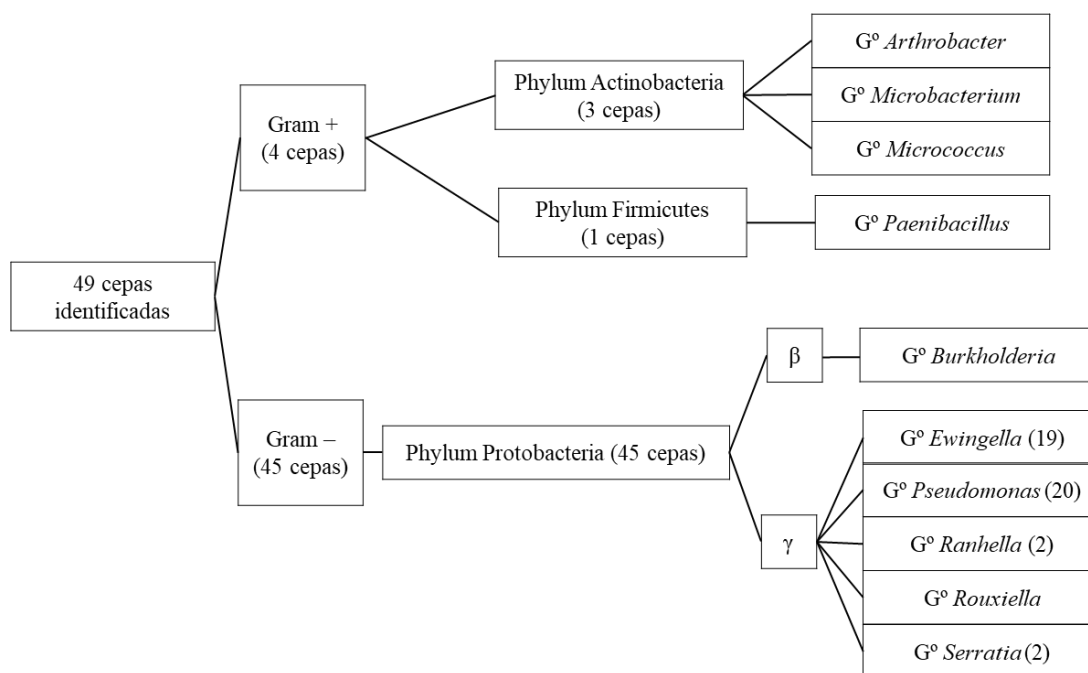 49 cepas
identificadas
Gram +
(4 cepas)
Phylum Actinobacteria
(3 cepas)
Gº Arthrobacter
Gº Microbacterium
Gº Micrococcus
Phylum Firmicutes
(1 cepas)
Gº Paenibacillus
Gram –
(45 cepas)
Phylum Protobacteria (45 cepas)
β
Gº Burkholderia
γ
Gº Ewingella (19)
Gº Pseudomonas (20)
Gº Ranhella (2)
Gº Rouxiella
Gº Serratia (2)